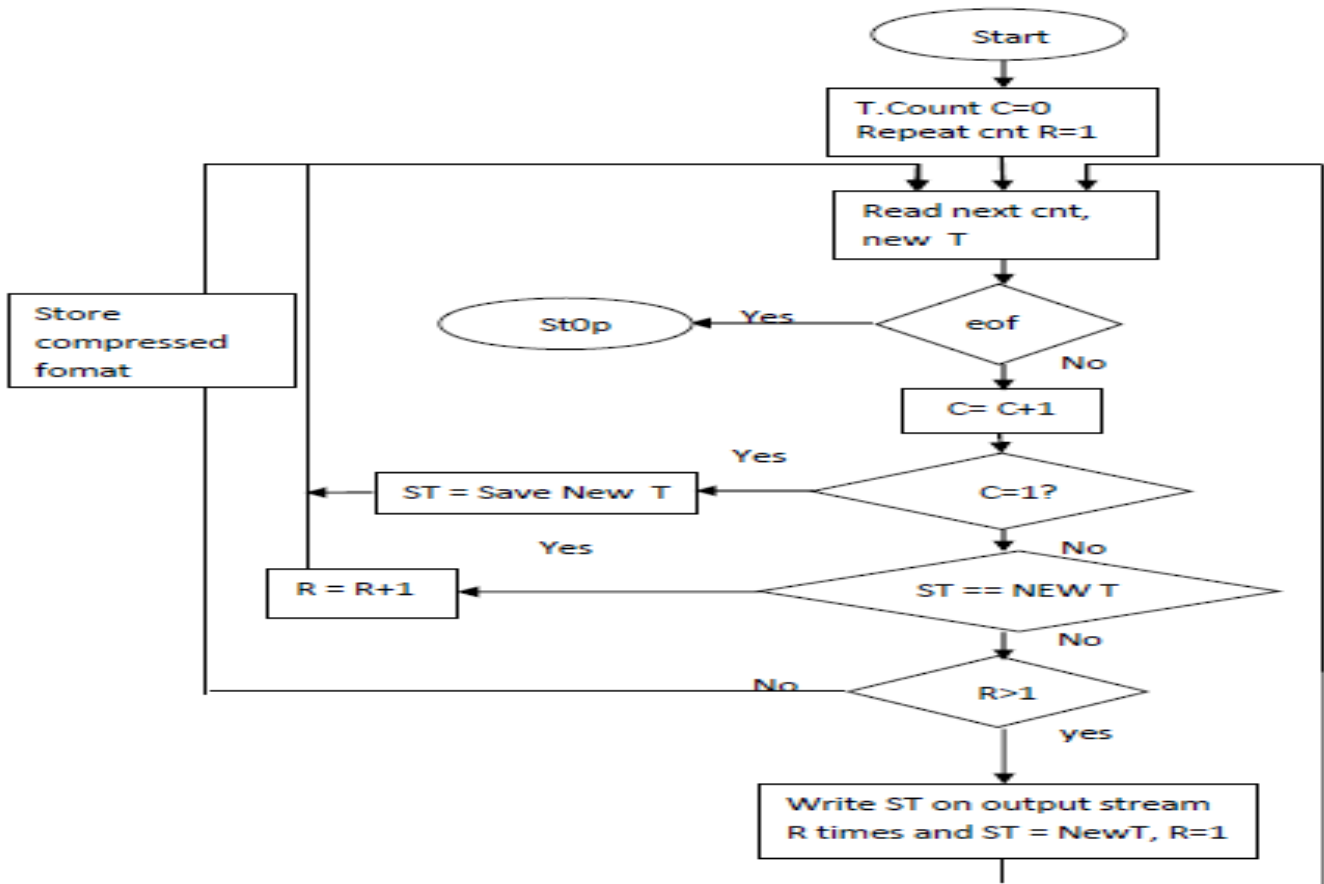 Start
T.Count C=0
Repeat cnt R=1
Read next cnt,
new T
Store
compressed
fomat
St0p
Yes
eof
No
C= C+1
Yes
ST = Save New T
C=1?
Yes
No
R = R+1
ST == NEW T
No
No
R>1
yes
Write ST on output stream
R times and ST = NewT, R=1